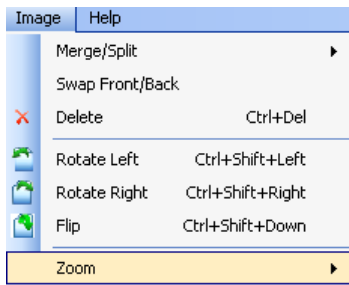 Image Help
Merge/Split
Swap Front/Back
Delete Ctrl+Del
Rotate Left Ctrl+Shift+Left
Rotate Right Ctrl+Shift+Right
Flip Ctrl+Shift+Down
Zoom